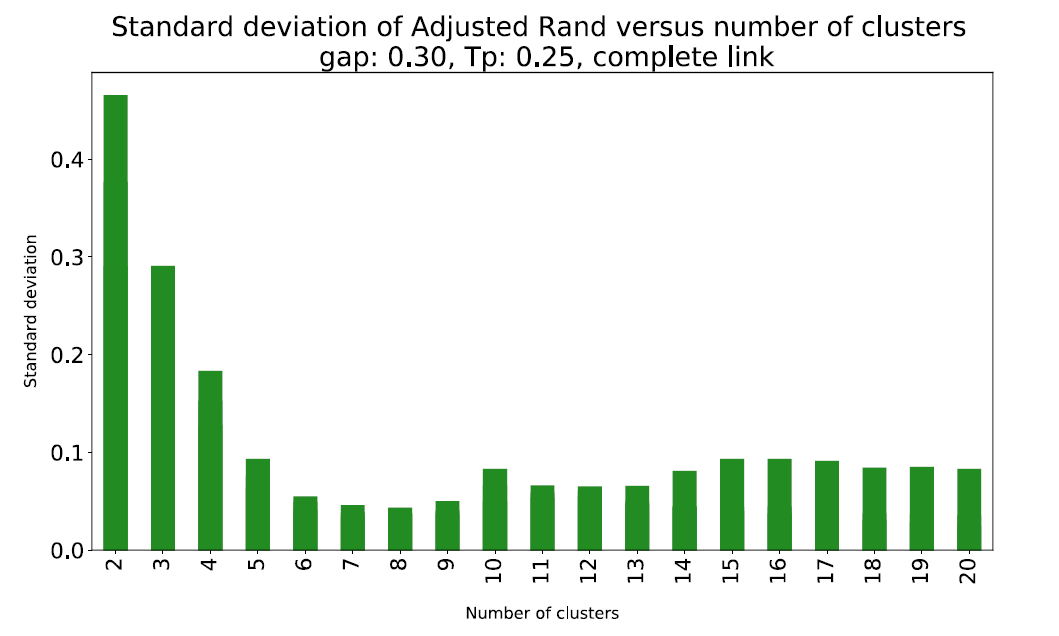 Standard deviation of Adjusted Rand versus number of clusters
gap: 0.30, Tp: 0.25, complete link
Standard deviation
0.4
0.3
0.2
0.1
0.0
2 3 4 5 6 7 8 9 10 11 12 13 14 15 16 17 18 19 20
Number of clusters